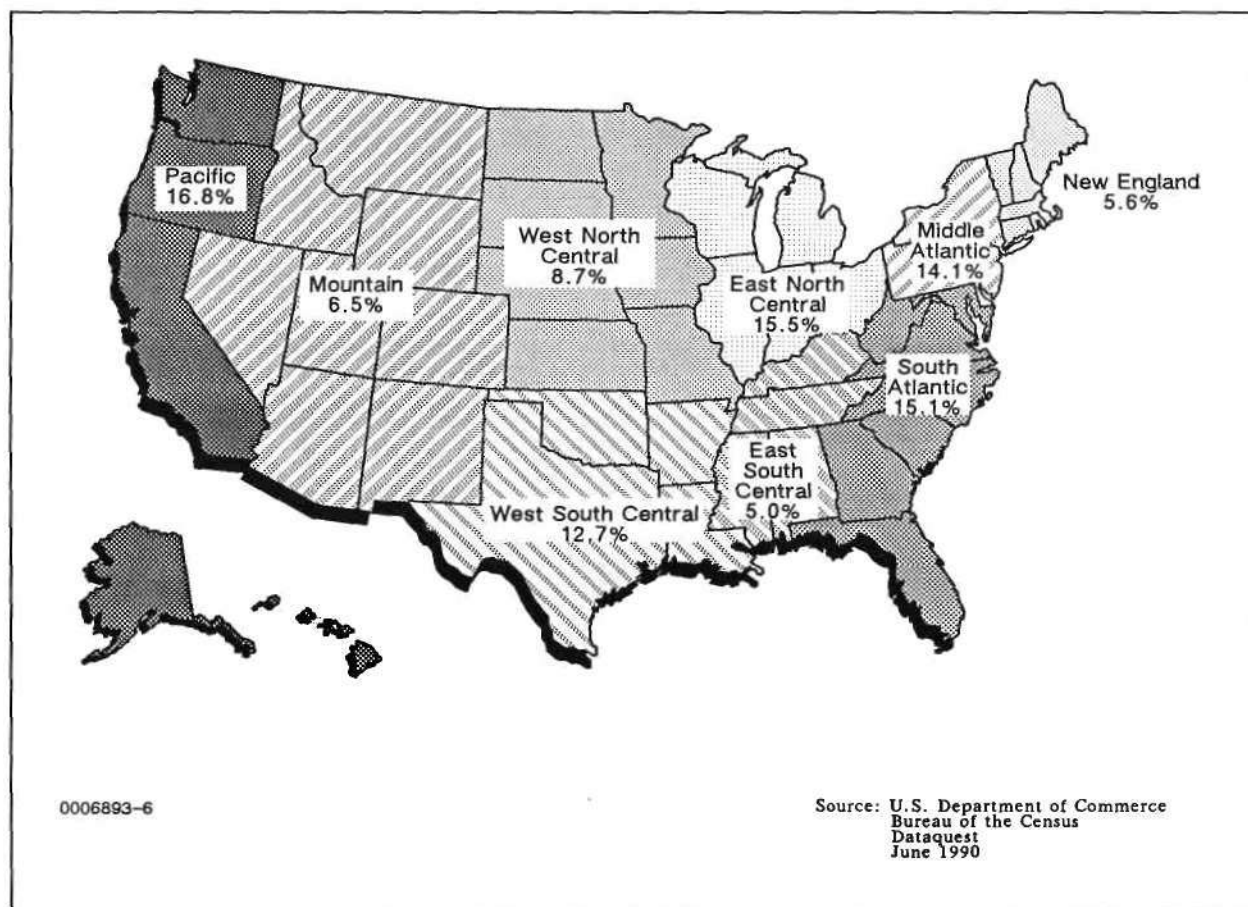 Pacific
16.8%
Mountain
6.5%
West North
Central
8.7%
East North
Central
15.5%
New England
5.6%
Middle
Atlantic
14.1%
South
Atlantic
15.1%
East
South
Central
5.0%
West South Central
12.7%
0006893-6
Source: U.S. Department of Commerce
Bureau of the Census
Dataquest
June 1990